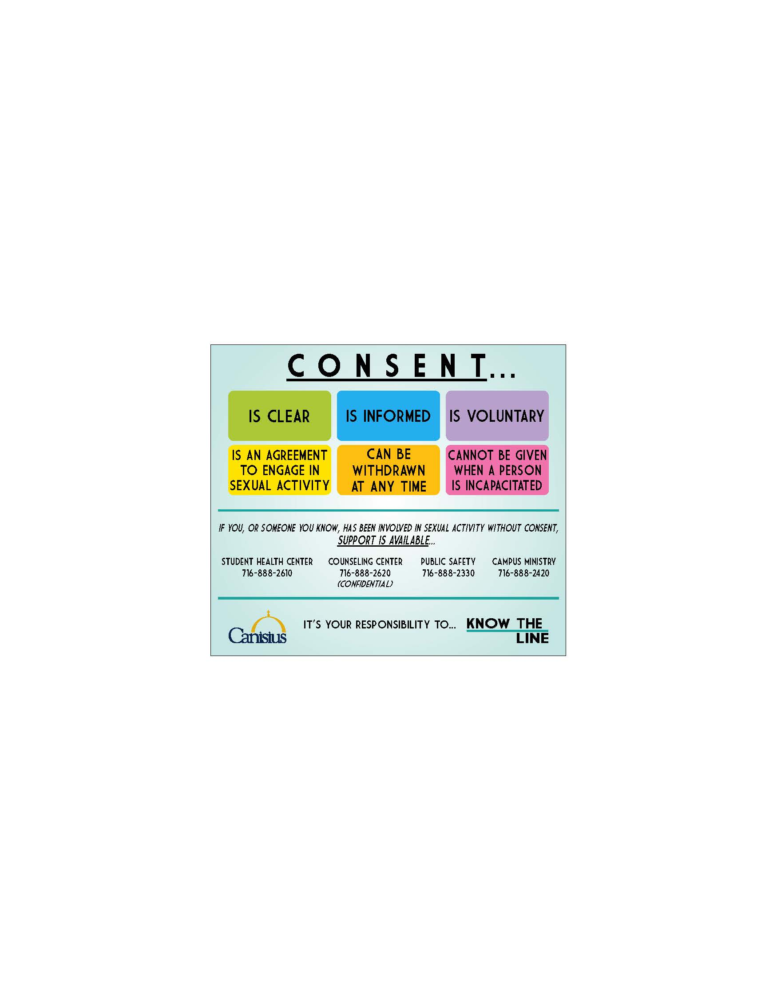 CONSENT...
IS CLEAR
IS INFORMED
IS VOLUNTARY
IS AN AGREEMENT
TO ENGAGE IN
SEXUAL ACTIVITY
CAN BE
WITHDRAWN
AT ANY TIME
CANNOT BE GIVEN
WHEN A PERSON
IS INCAPACITATED
IF YOU, OR SOMEONE YOU KNOW, HAS BEEN INVOLVED IN SEXUAL ACTIVITY WITHOUT CONSENT,
SUPPORT IS AVAILABLE...
STUDENT HEALTH CENTER
716-888-2610
COUNSELING CENTER
716-888-2620
(CONFIDENTIAL)
PUBLIC SAFETY
716-888-2330
CAMPUS MINISTRY
716-888-2420
Canisius
IT'S YOUR RESPONSIBILITY TO...
KNOW THE
LINE